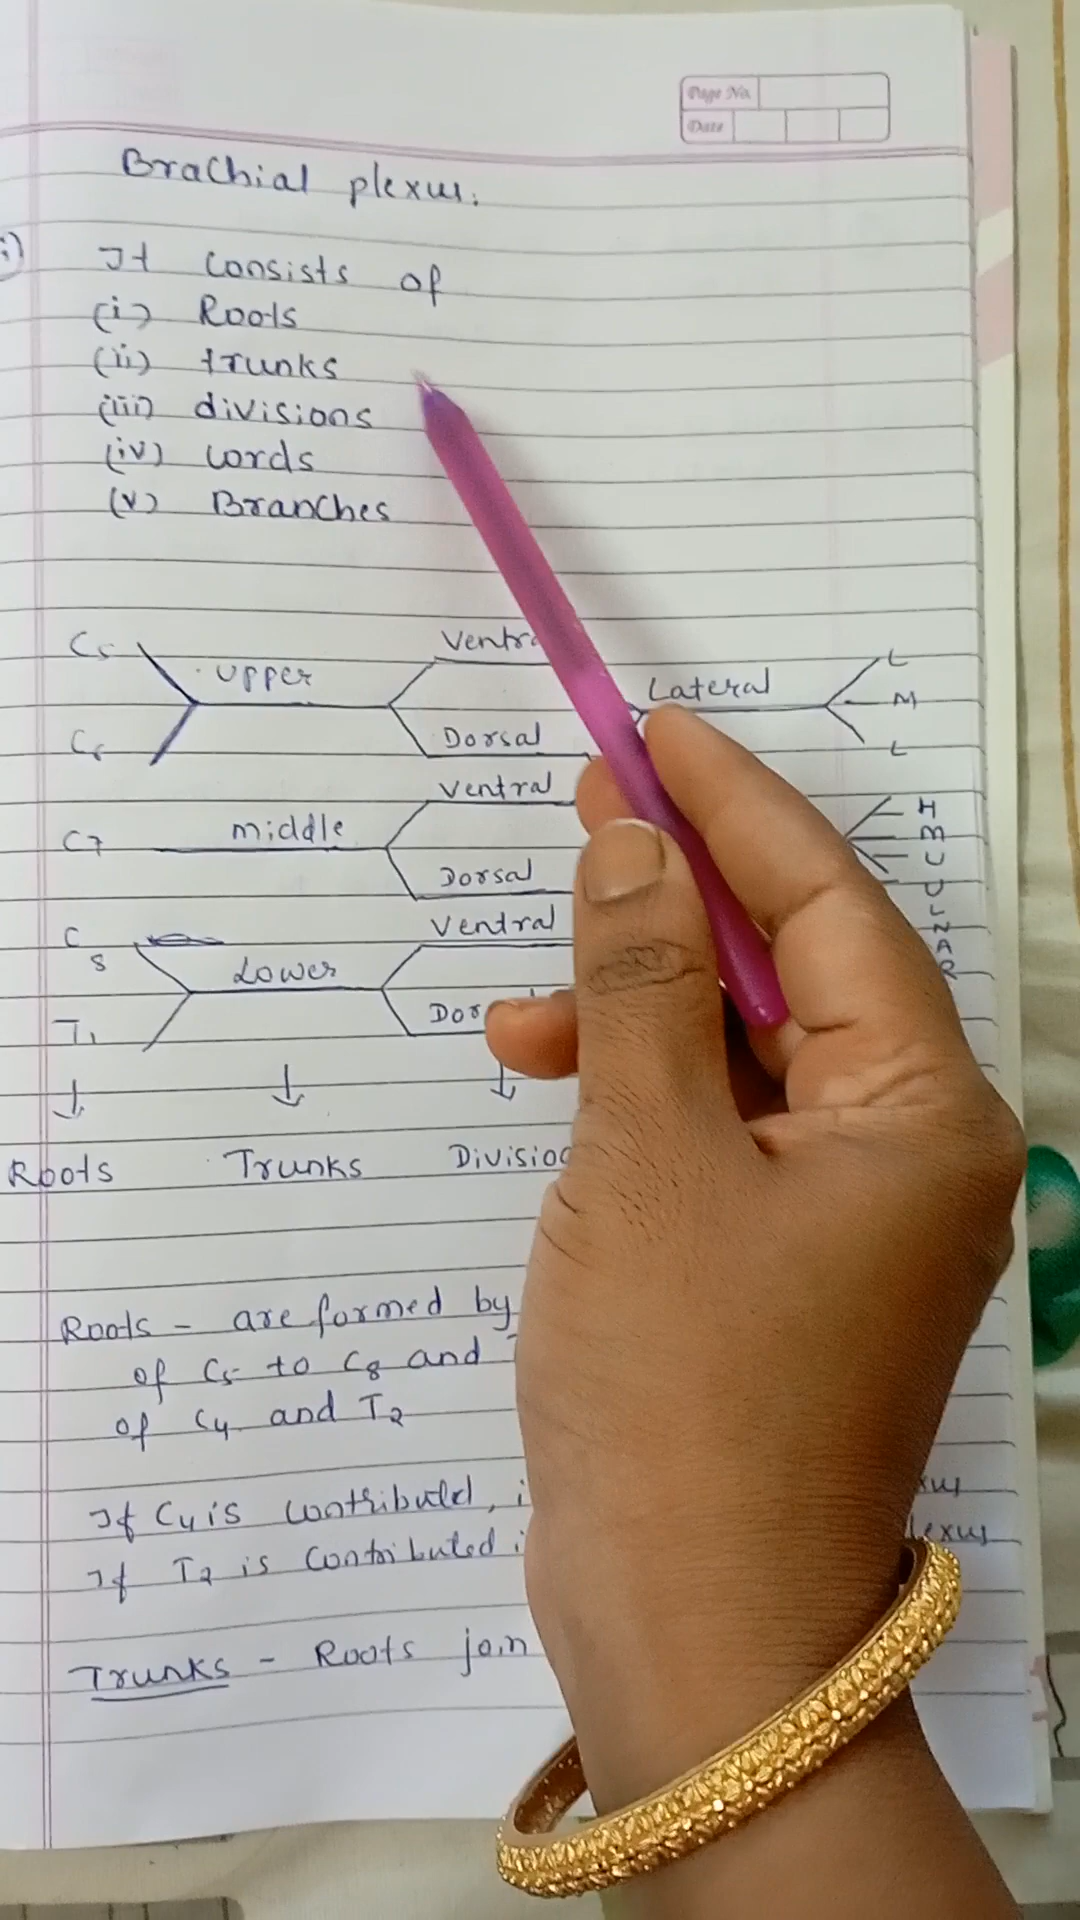 Page No.
Date
Brachial plexus.
It consists of
(i) Roots
(ii) trunks
(iii) divisions
(iv) cords
(v) Branches
C5
Upper
Lateral
L
M
C6
Dorsal
L
Ventral
C7
middle
H
M
U
Dorsal
C8
Lower
Ventral
ULNAR
T1
Roots
Trunks
Roots - are formed by
of C5 to C8 and
of C4 and T2
If C4 is contributed,
If T2 is contributed
Trunks - Roots join